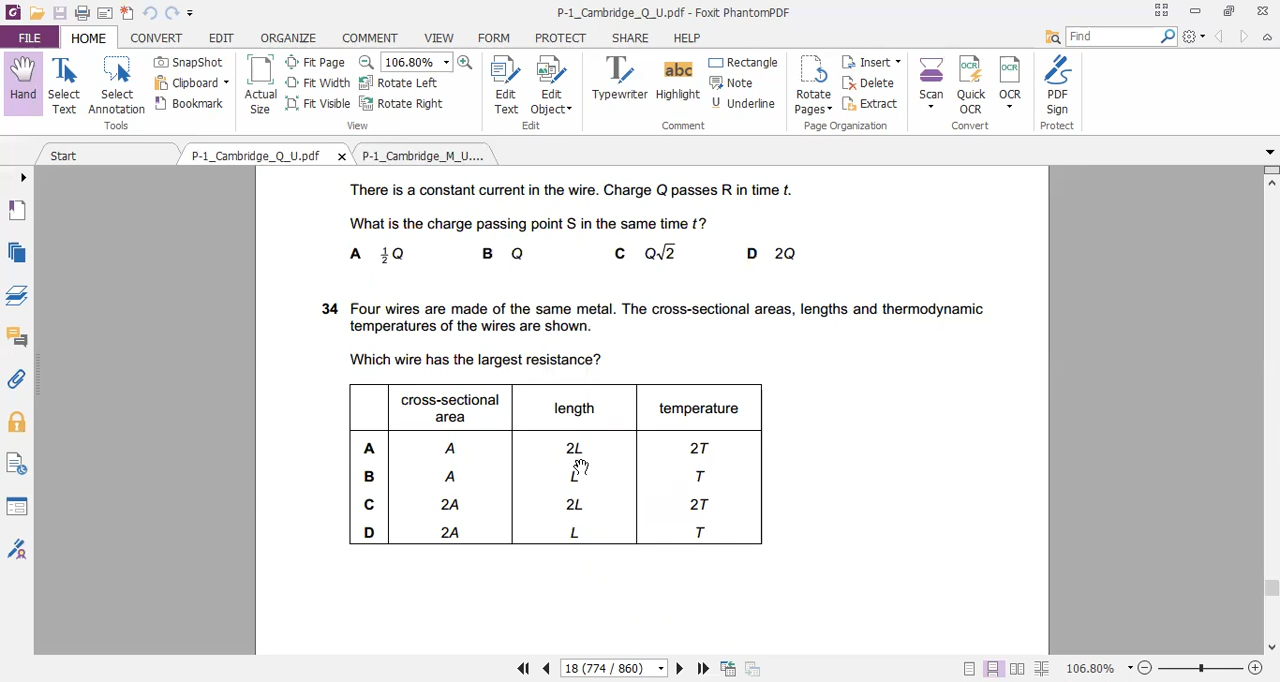 P-1_Cambridge_Q_U.pdf - Foxit PhantomPDF
FILE HOME CONVERT EDIT ORGANIZE COMMENT VIEW FORM PROTECT SHARE HELP Find
Hand Select Text Select Annotation SnapShot Clipboard Bookmark Tools
Actual Size Fit Page Fit Width Fit Visible 106.80% Rotate Left Rotate Right View
Edit Text Edit Object Edit
Typewriter Highlight Rectangle Note Underline Comment
Rotate Pages Insert Delete Extract Page Organization
Scan Quick OCR OCR Convert
PDF Sign Protect
Start P-1_Cambridge_Q_U.pdf P-1_Cambridge_M_U....
There is a constant current in the wire. Charge Q passes R in time t.
What is the charge passing point S in the same time t?
A ½Q B Q C Q√2 D 2Q
34 Four wires are made of the same metal. The cross-sectional areas, lengths and thermodynamic
temperatures of the wires are shown.
Which wire has the largest resistance?
cross-sectional area length temperature
A A 2L 2T
B A L T
C 2A 2L 2T
D 2A L T
18 (774 / 860) 106.80%